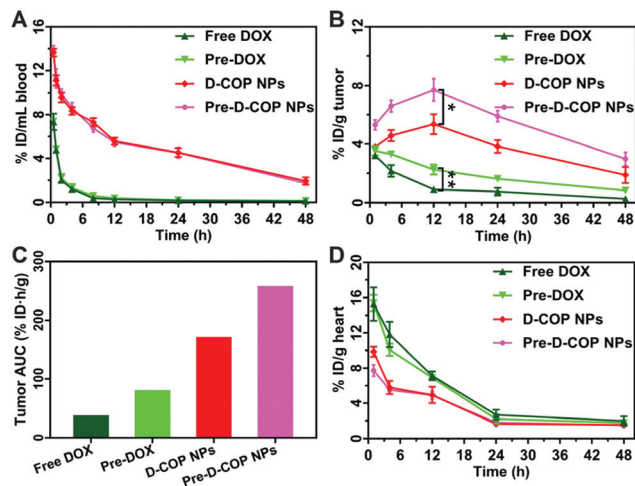 A
% ID/mL blood
16
12
8
4
0
0 6 12 18 24 30 36 42 48
Time (h)
Free DOX
Pre-DOX
D-COP NPs
Pre-D-COP NPs
B
% ID/g tumor
12
8
4
0
0 6 12 18 24 30 36 42 48
Time (h)
Free DOX
Pre-DOX
D-COP NPs
Pre-D-COP NPs
*
**
C
Tumor AUC (% ID·h/g)
300
200
100
0
Free DOX
Pre-DOX
D-COP NPs
Pre-D-COP NPs
D
% ID/g heart
20
16
12
8
4
0
0 6 12 18 24 30 36 42 48
Time (h)
Free DOX
Pre-DOX
D-COP NPs
Pre-D-COP NPs